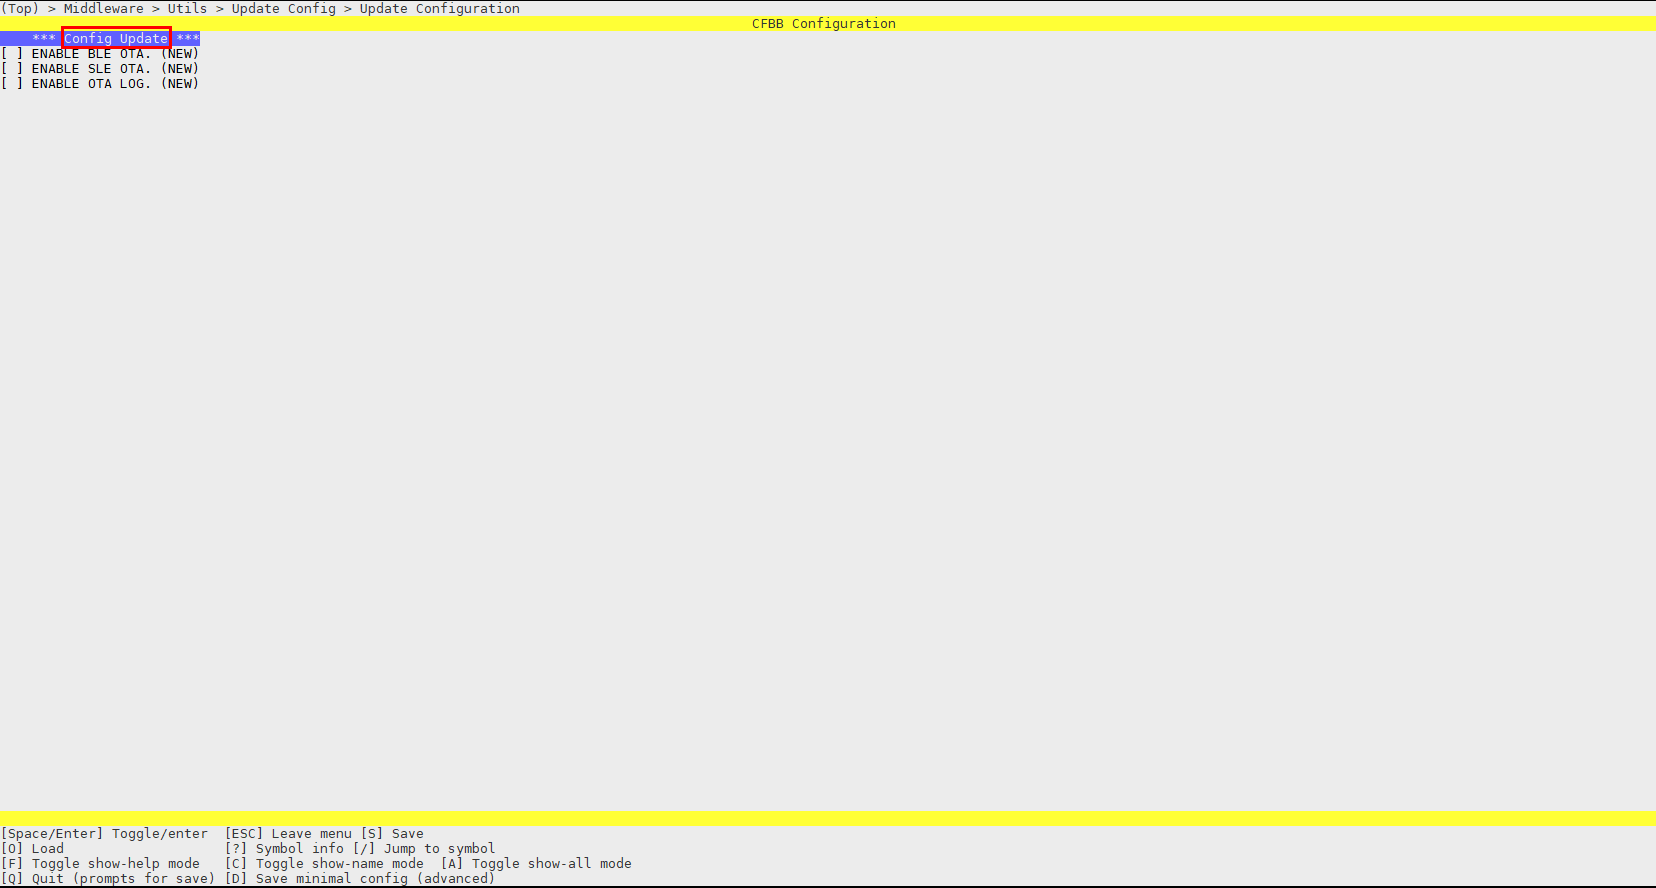 (Top) > Middleware > Utils > Update Config > Update Configuration
CFBB Configuration
*** Config Update ***
[ ] ENABLE BLE OTA. (NEW)
[ ] ENABLE SLE OTA. (NEW)
[ ] ENABLE OTA LOG. (NEW)
[Space/Enter] Toggle/enter  [ESC] Leave menu [S] Save
[O] Load                    [?] Symbol info [/] Jump to symbol
[F] Toggle show-help mode   [C] Toggle show-name mode  [A] Toggle show-all mode
[Q] Quit (prompts for save) [D] Save minimal config (advanced)